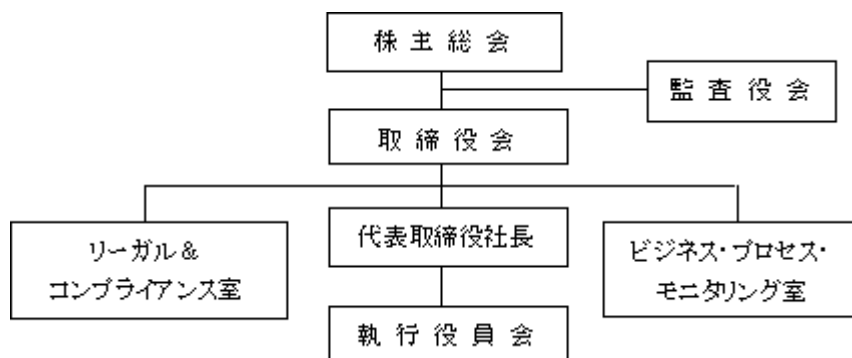 株主総会
監査役会
取締役会
リーガル＆
コンプライアンス室
代表取締役社長
ビジネス・プロセス・
モニタリング室
執行役員会